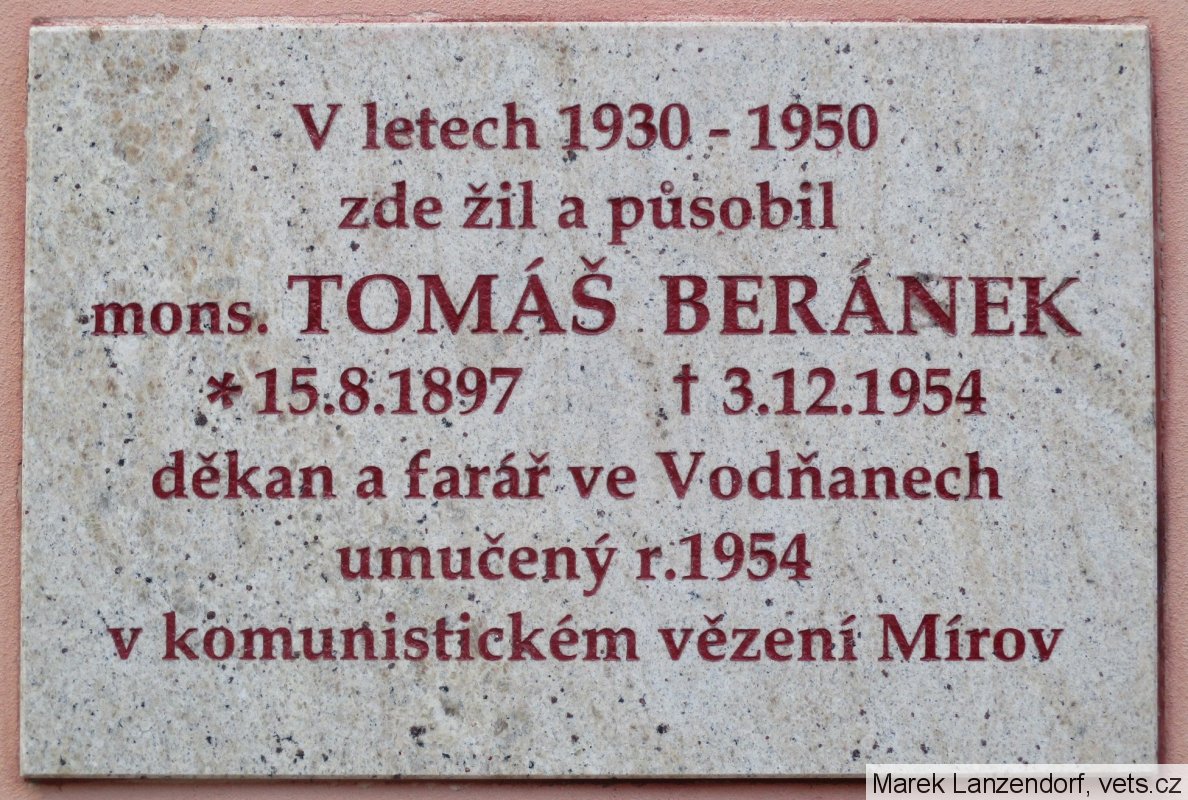 V letech 1930 - 1950
zde žil a působil
mons. TOMÁŠ BERÁNEK
*15.8.1897 † 3.12.1954
děkan a farář ve Vodňanech
umučený r.1954
v komunistickém vězení Mírov
Marek Lanzendorf, vets.cz